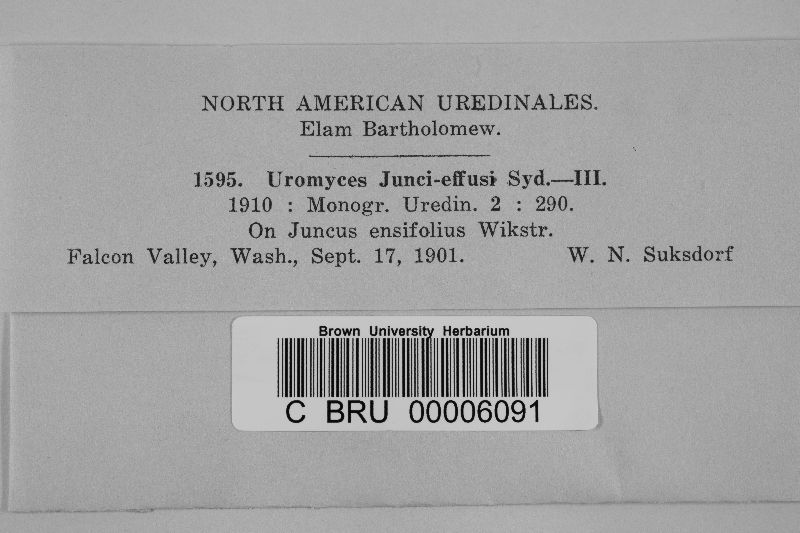 NORTH AMERICAN UREDINALES.
Elam Bartholomew.
1595. Uromyces Junci-effusi Syd.—III.
1910 : Monogr. Uredin. 2 : 290.
On Juncus ensifolius Wikstr.
Falcon Valley, Wash., Sept. 17, 1901. W. N. Suksdorf
Brown University Herbarium
C BRU 00006091